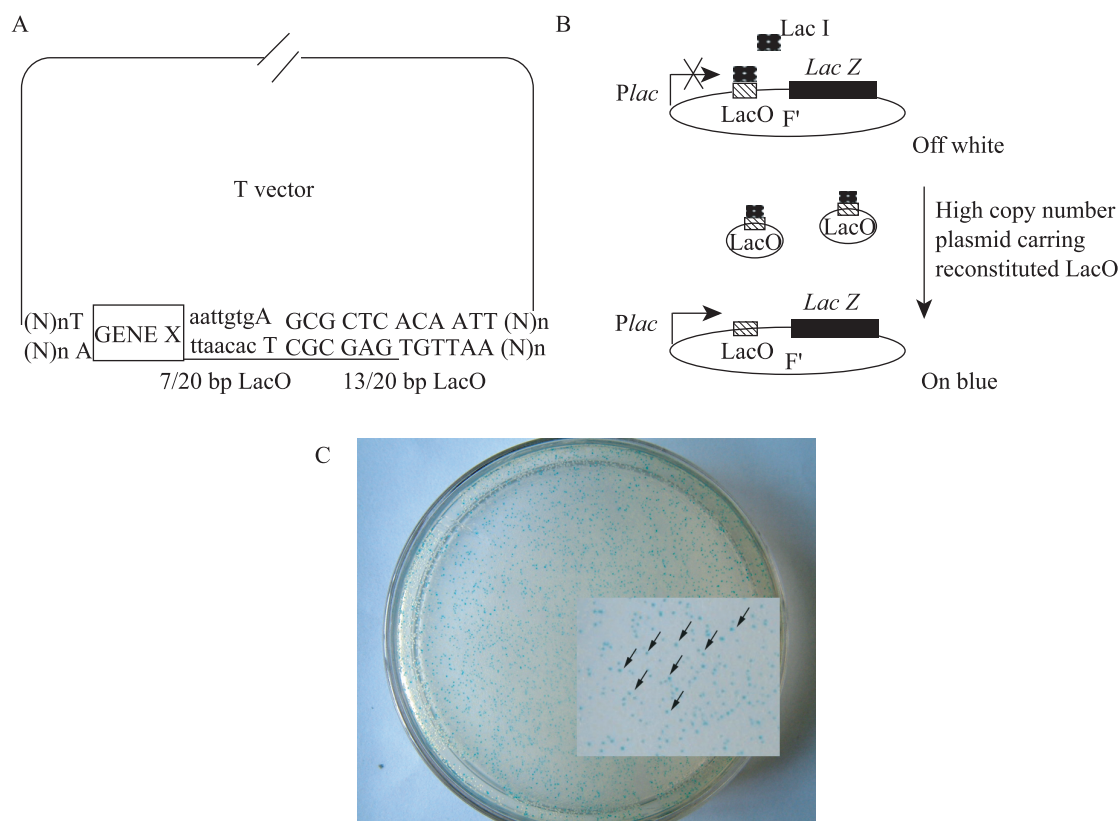 A
T vector
(N)nT GENE X aattgtgA GCG CTC ACA ATT (N)n
(N)n A ttaacac T CGC GAG TGTTAA (N)n
7/20 bp LacO 13/20 bp LacO
B
Lac I
Plac
Lac Z
LacO F'
Off white
LacO
LacO
High copy number
plasmid carring
reconstituted LacO
Lac Z
Plac
LacO
F'
On blue
C